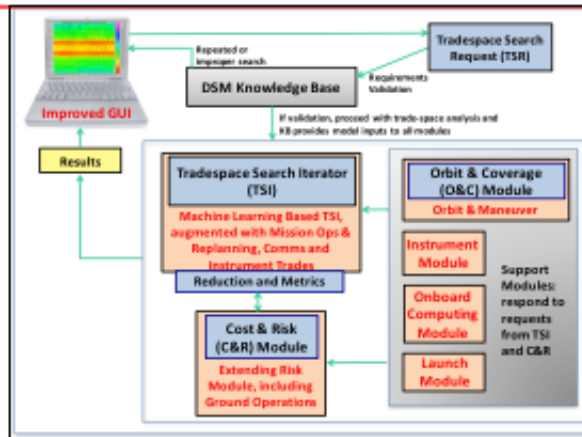 Improved GUI
Repeated or
Improper search
Tradespace Search
Request (TSR)
DSM Knowledge Base
Requirements
Validation
If validation, proceed with trade-space analysis and
KB provides model inputs to all modules
Results
Tradespace Search Iterator
(TSI)
Machine Learning Based TSI,
augmented with Mission Ops &
Replanning, Comms and
Instrument Trades
Reduction and Metrics
Cost & Risk
(C&R) Module
Extending Risk
Module, including
Ground Operations
Orbit & Coverage
(O&C) Module
Orbit & Maneuver
Instrument
Module
Onboard
Computing
Module
Launch
Module
Support
Modules:
respond to
requests
from TSI
and C&R